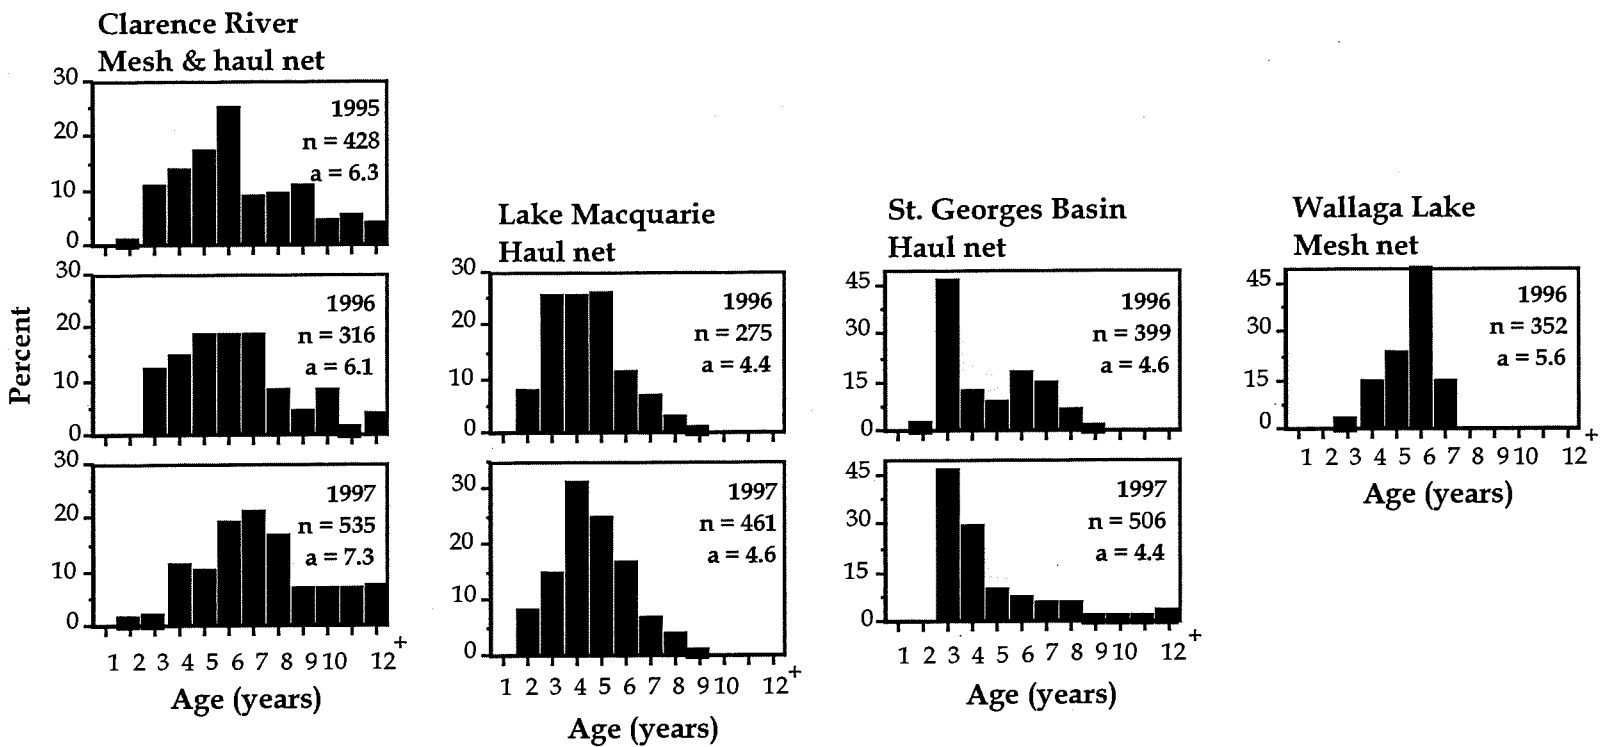 Clarence River
Mesh & haul net
30
20
10
0
1995
n = 428
a = 6.3
30
20
10
0
1996
n = 316
a = 6.1
30
20
10
0
1997
n = 535
a = 7.3
Percent
1 2 3 4 5 6 7 8 9 10 12+
Age (years)
Lake Macquarie
Haul net
30
20
10
0
1996
n = 275
a = 4.4
30
20
10
0
1997
n = 461
a = 4.6
1 2 3 4 5 6 7 8 9 10 12+
Age (years)
St. Georges Basin
Haul net
45
30
15
0
1996
n = 399
a = 4.6
45
30
15
0
1997
n = 506
a = 4.4
1 2 3 4 5 6 7 8 9 10 12+
Age (years)
Wallaga Lake
Mesh net
45
30
15
0
1996
n = 352
a = 5.6
1 2 3 4 5 6 7 8 9 10 12+
Age (years)